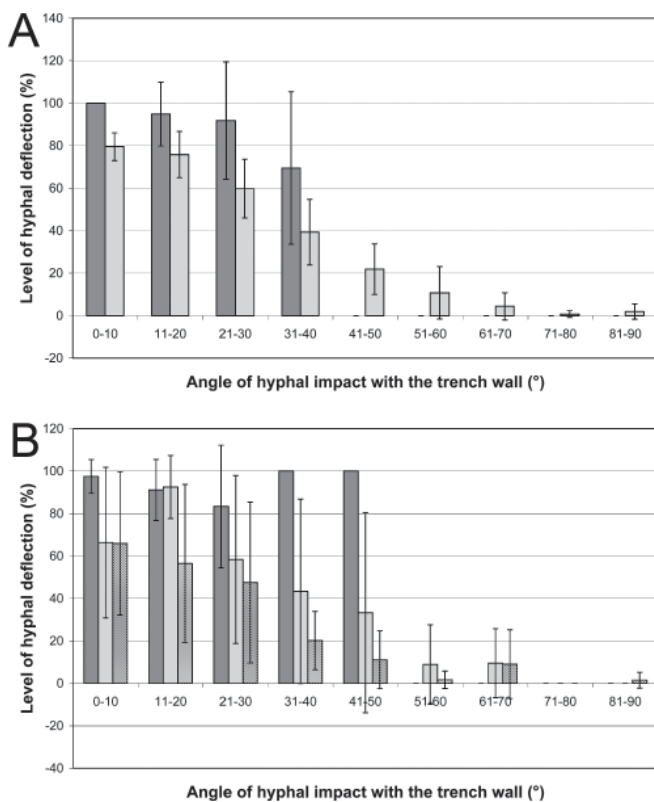 A
Level of hyphal deflection (%)
140
120
100
80
60
40
20
0
-20
0-10 11-20 21-30 31-40 41-50 51-60 61-70 71-80 81-90
Angle of hyphal impact with the trench wall (°)
B
Level of hyphal deflection (%)
120
100
80
60
40
20
0
-20
-40
0-10 11-20 21-30 31-40 41-50 51-60 61-70 71-80 81-90
Angle of hyphal impact with the trench wall (°)